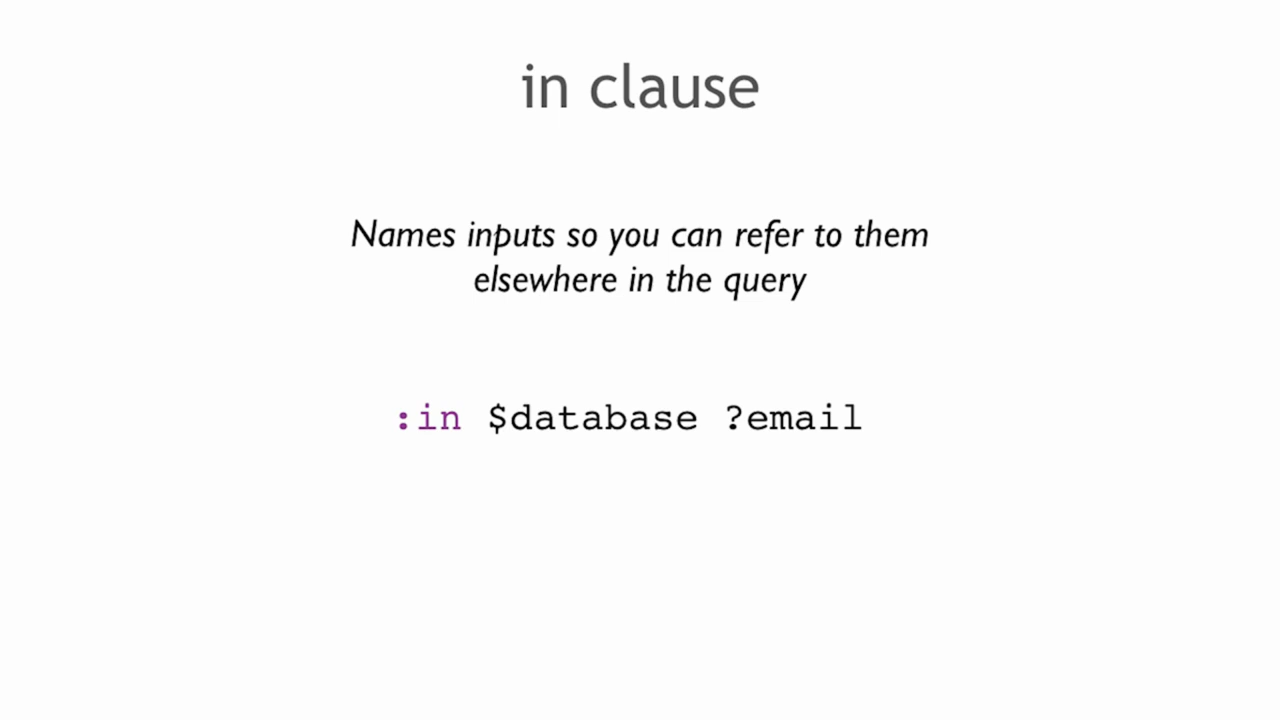 in clause
Names inputs so you can refer to them
elsewhere in the query
:in $database ?email